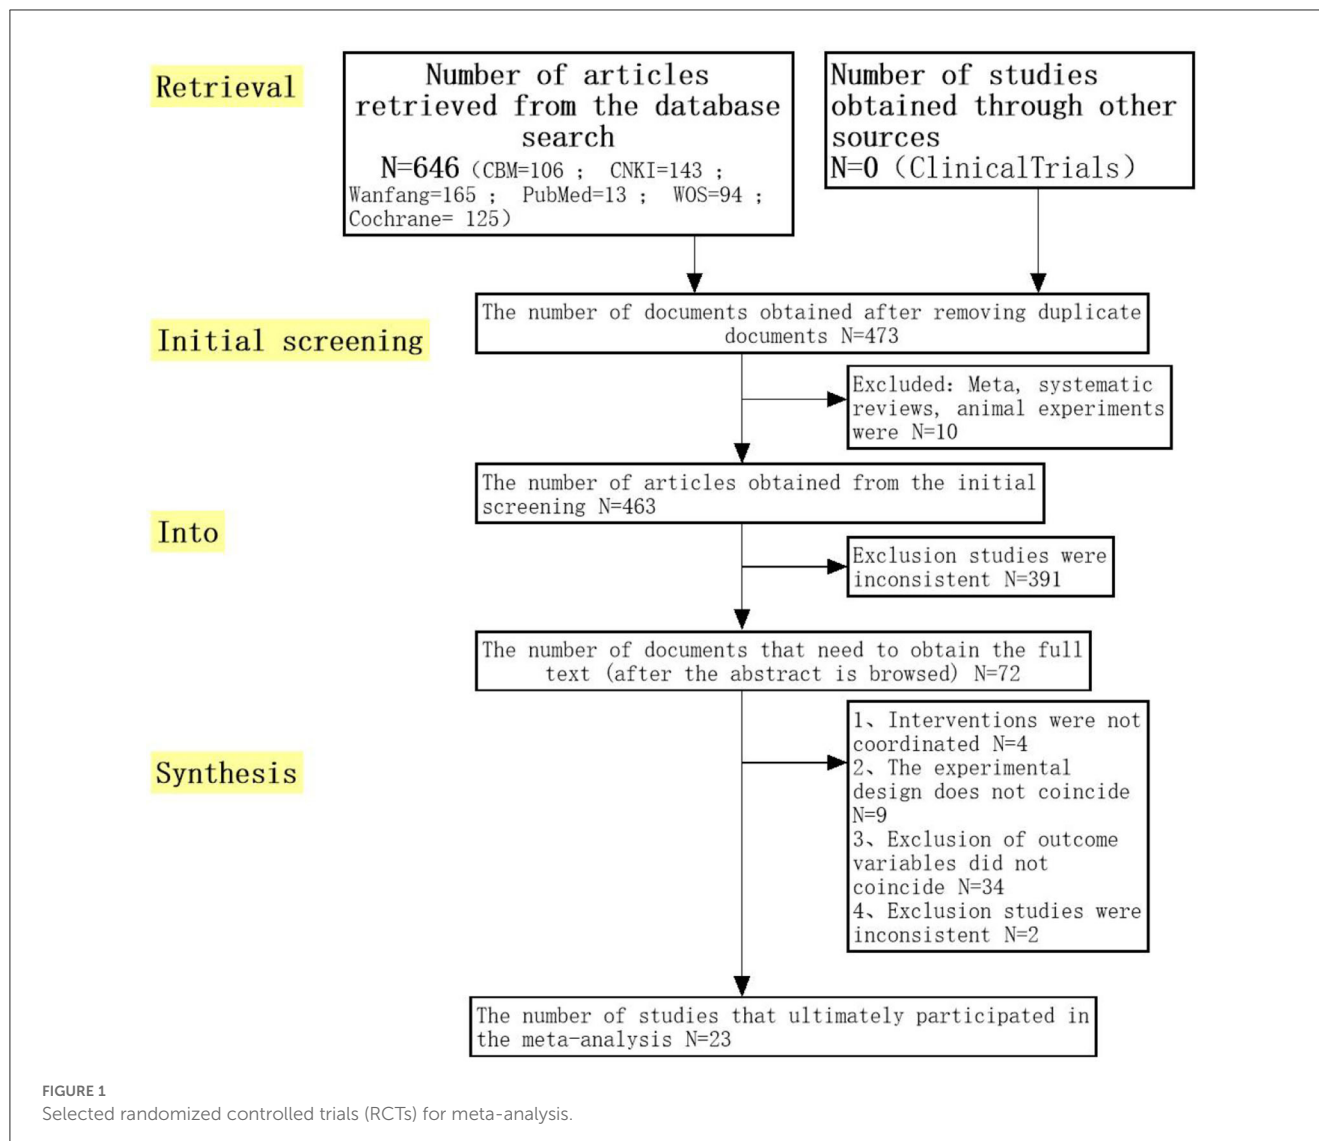 Retrieval
Number of articles
retrieved from the database
search
N=646 (CBM=106 ; CNKI=143 ;
Wanfang=165 ; PubMed=13 ; WOS=94 ;
Cochrane= 125)
Number of studies
obtained through other
sources
N=0 (ClinicalTrials)
Initial screening
The number of documents obtained after removing duplicate
documents N=473
Excluded: Meta, systematic
reviews, animal experiments
were N=10
The number of articles obtained from the initial
screening N=463
Into
Exclusion studies were
inconsistent N=391
The number of documents that need to obtain the full
text (after the abstract is browsed) N=72
Synthesis
1、Interventions were not
coordinated N=4
2、The experimental
design does not coincide
N=9
3、Exclusion of outcome
variables did not
coincide N=34
4、Exclusion studies were
inconsistent N=2
The number of studies that ultimately participated in
the meta-analysis N=23
FIGURE 1
Selected randomized controlled trials (RCTs) for meta-analysis.